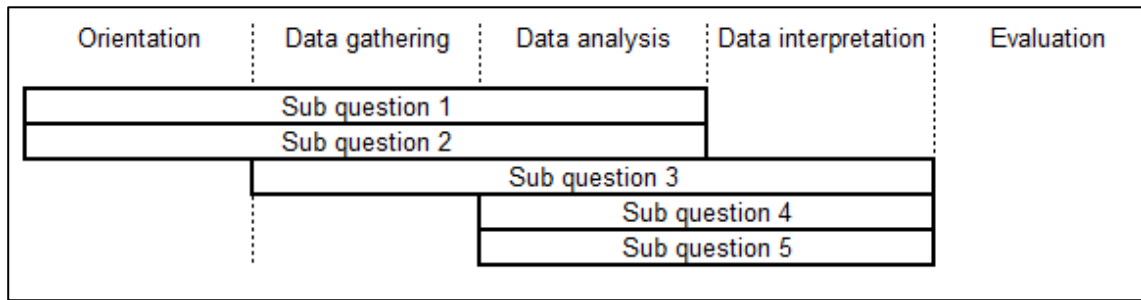 Orientation Data gathering Data analysis Data interpretation Evaluation
Sub question 1
Sub question 2
Sub question 3
Sub question 4
Sub question 5